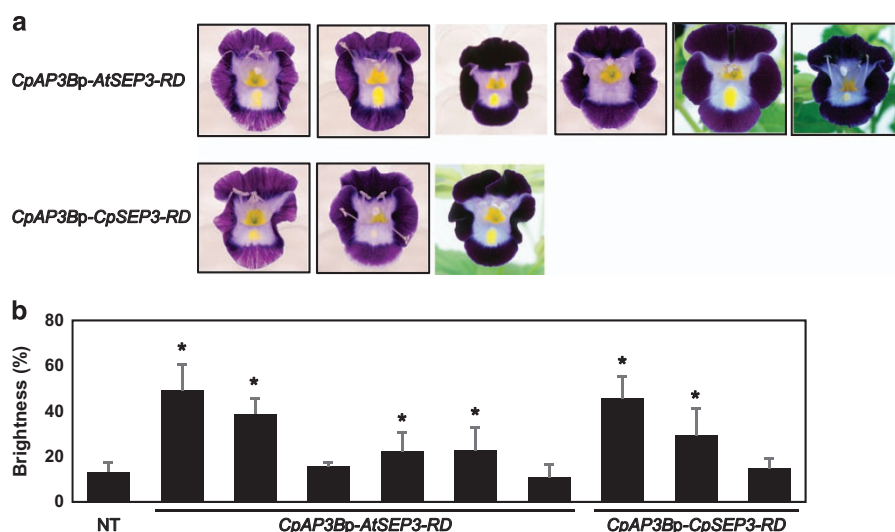 a
CpAP3Bp-AtSEP3-RD
CpAP3Bp-CpSEP3-RD
b
80
60
40
20
0
Brightness (%)
* * * * * *
NT CpAP3Bp-AtSEP3-RD CpAP3Bp-CpSEP3-RD